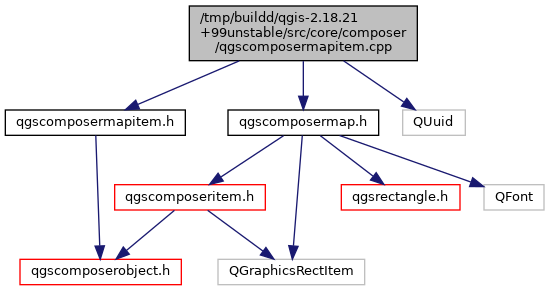 /tmp/buildd/qgis-2.18.21
+99unstable/src/core/composer
/qgscomposermapitem.cpp
qgscomposermapitem.h
qgscomposermap.h
QUuid
qgscomposeritem.h
qgsrectangle.h
QFont
qgscomposerobject.h
QGraphicsRectItem